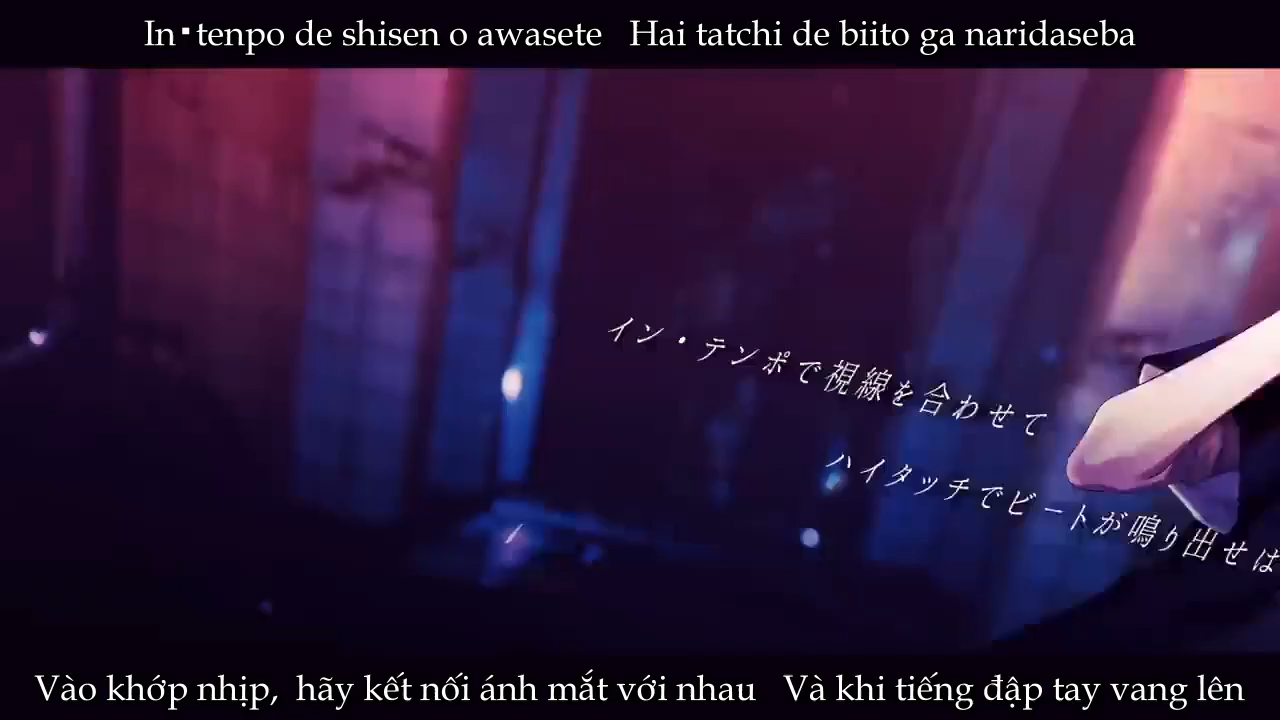 In・tenpo de shisen o awasete   Hai tatchi de biito ga naridaseba
イン・テンポで視線を合わせて
ハイタッチでビートが鳴り出せば
Vào khớp nhịp,  hãy kết nối ánh mắt với nhau   Và khi tiếng đập tay vang lên